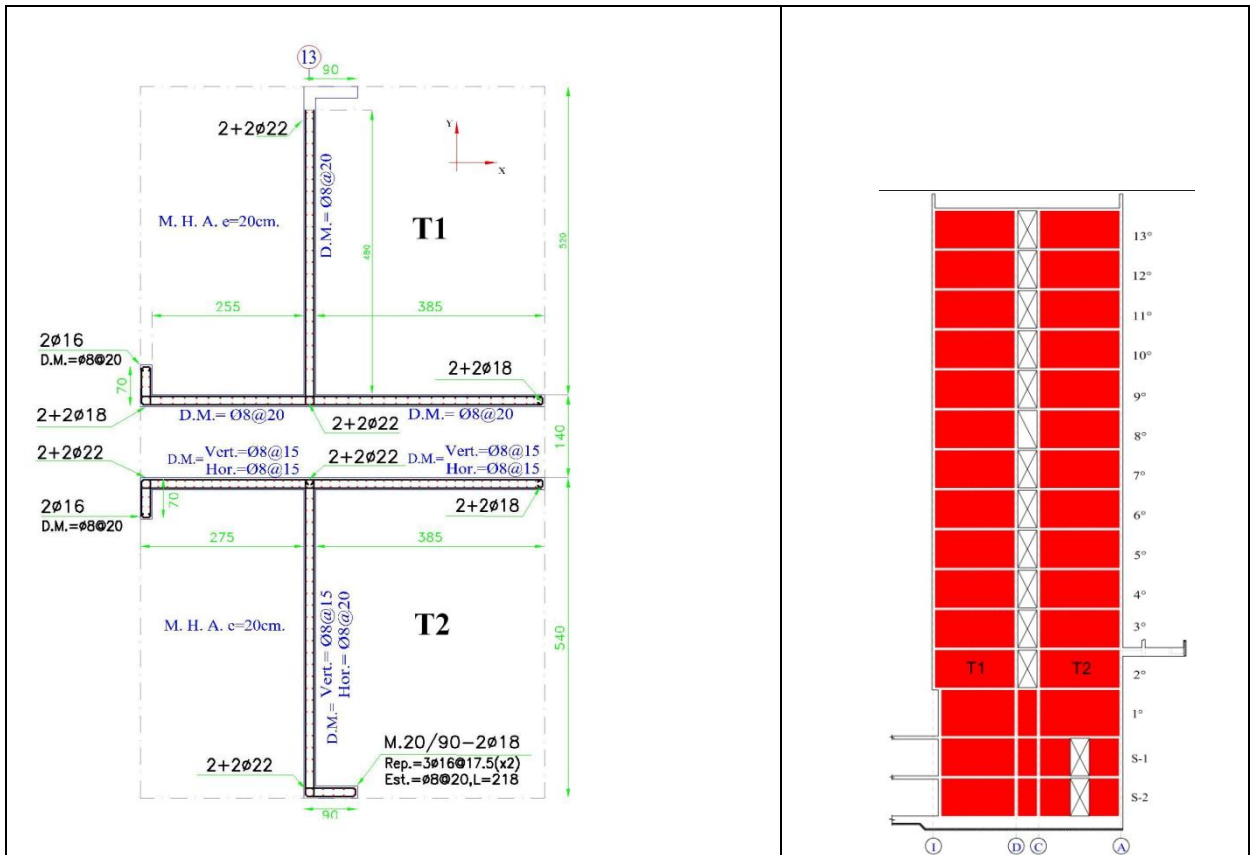 13
90
2+2ø22
Y
X
D.M.= Ø8@20
M. H. A. e=20cm.
T1
480
520
255
385
2ø16
D.M.=ø8@20
70
2+2ø18
2+2ø18
D.M.= Ø8@20
D.M.= Ø8@20
2+2ø22
140
2+2ø22
D.M.= Vert.=Ø8@15
Hor.=Ø8@15
2+2ø22
D.M.= Vert.=Ø8@15
Hor.=Ø8@15
70
2ø16
D.M.=ø8@20
2+2ø18
275
385
D.M.= Vert.= Ø8@15
Hor.= Ø8@20
M. H. A. e=20cm.
T2
540
M.20/90-2ø18
Rep.=3ø16@17.5(x2)
Est.=ø8@20,L=218
2+2ø22
90
13°
12°
11°
10°
9°
8°
7°
6°
5°
4°
3°
T1
T2
2°
1°
S-1
S-2
I
D
C
A